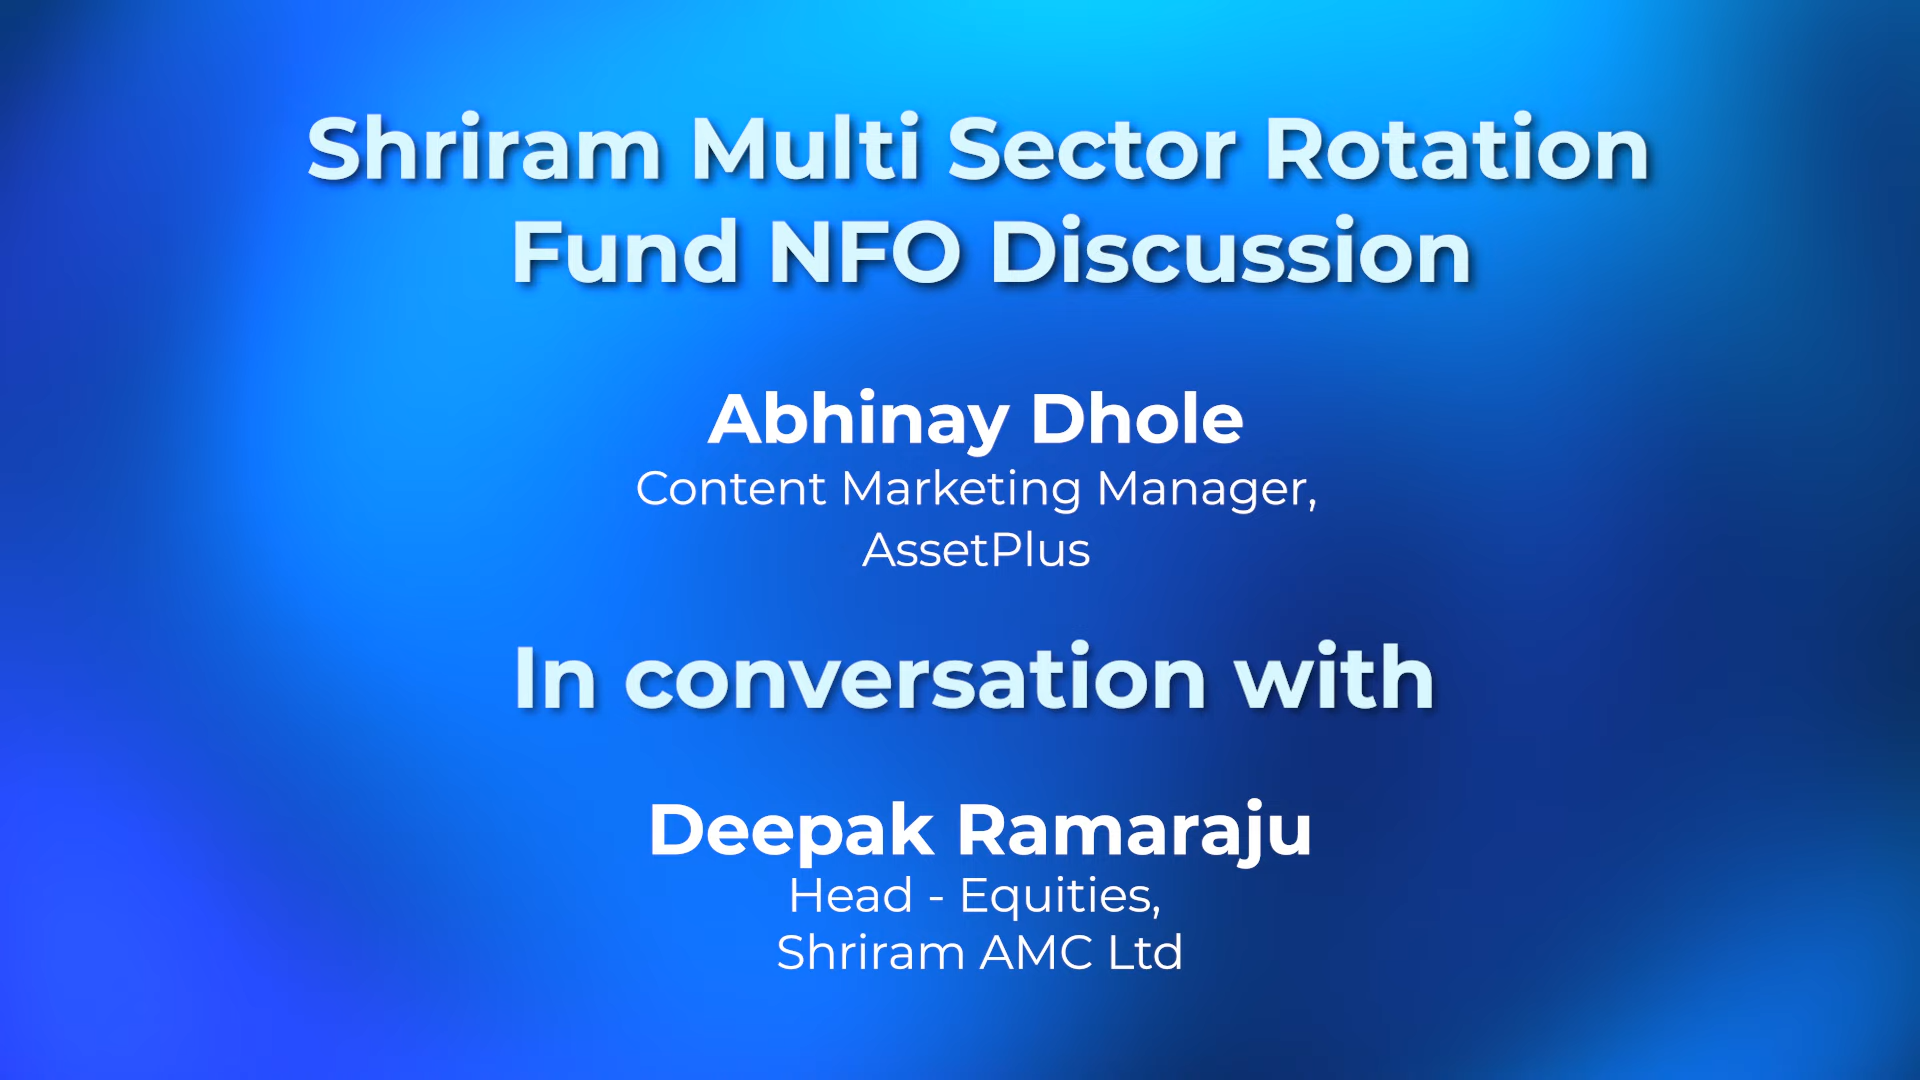 Shriram Multi Sector Rotation
Fund NFO Discussion
Abhinay Dhole
Content Marketing Manager,
AssetPlus
In conversation with
Deepak Ramaraju
Head - Equities,
Shriram AMC Ltd